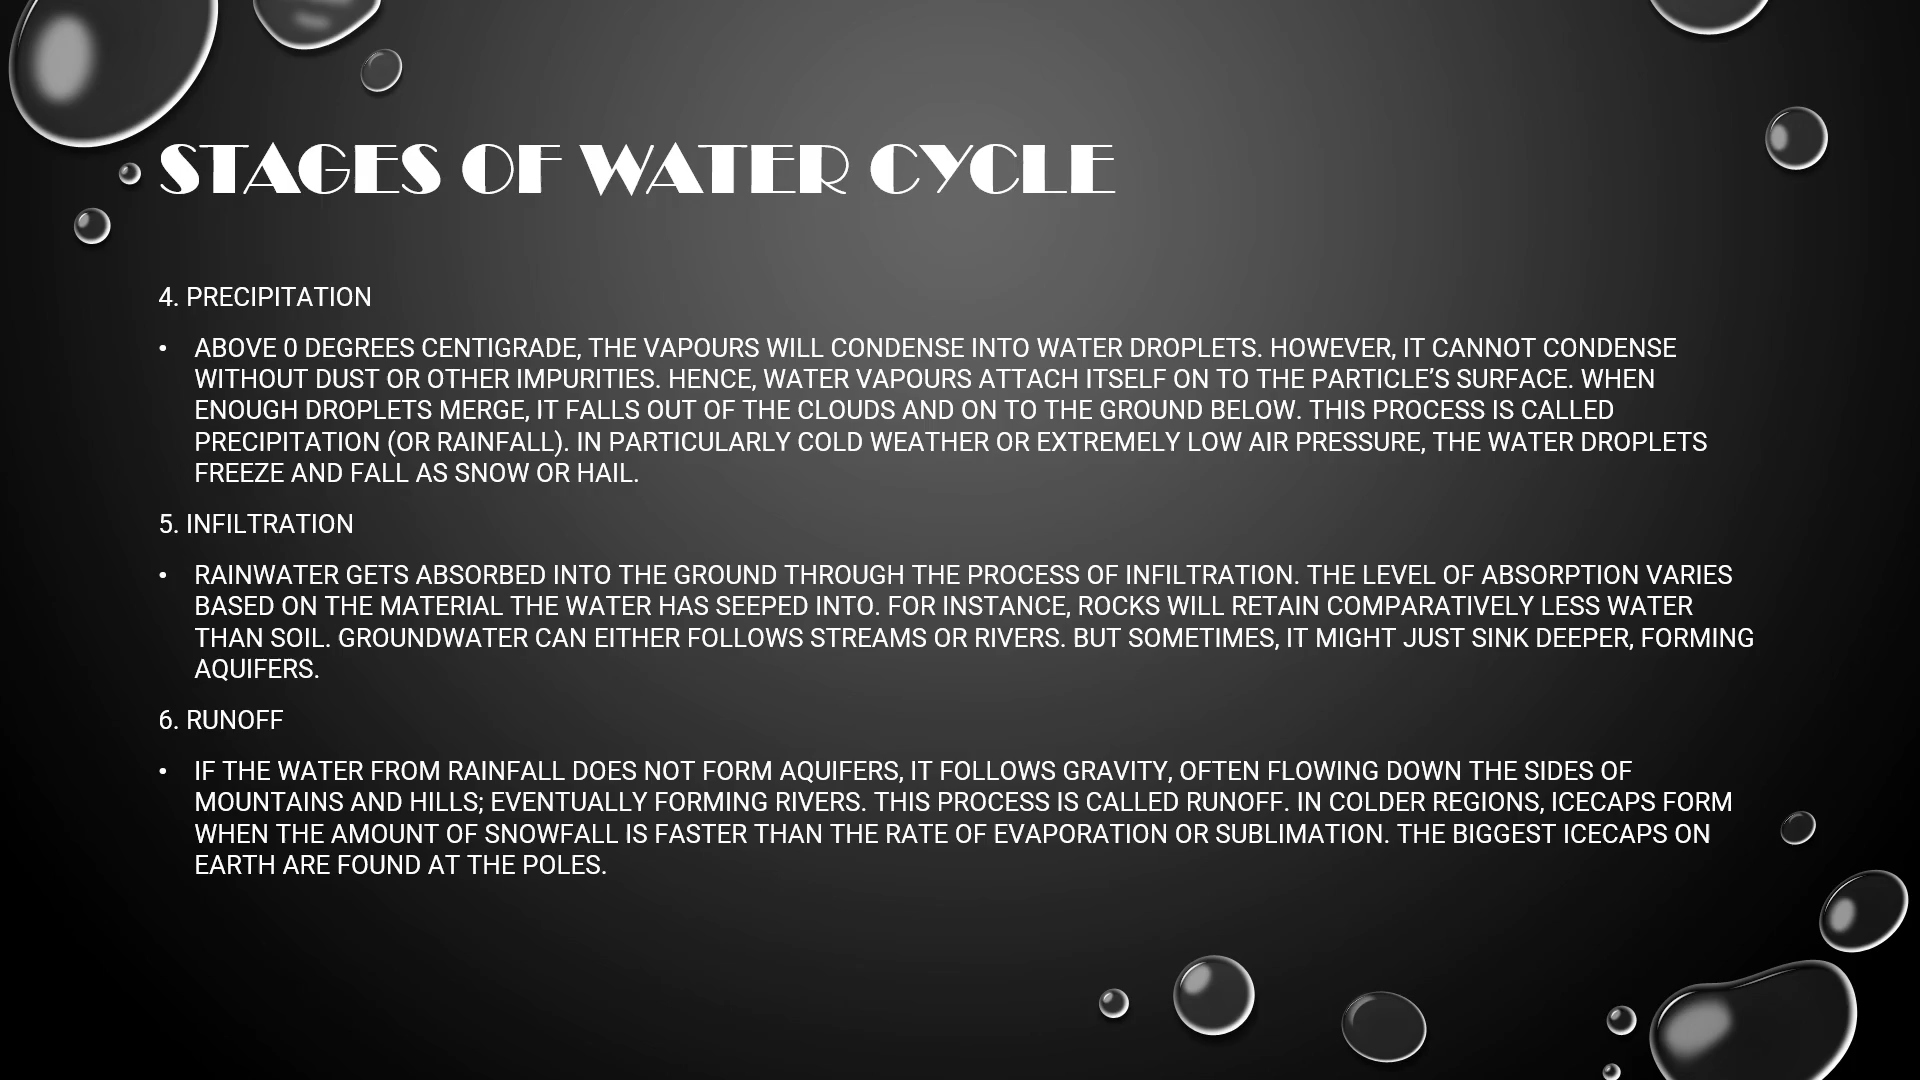 STAGES OF WATER CYCLE
4. PRECIPITATION
• ABOVE 0 DEGREES CENTIGRADE, THE VAPOURS WILL CONDENSE INTO WATER DROPLETS. HOWEVER, IT CANNOT CONDENSE
WITHOUT DUST OR OTHER IMPURITIES. HENCE, WATER VAPOURS ATTACH ITSELF ON TO THE PARTICLE’S SURFACE. WHEN
ENOUGH DROPLETS MERGE, IT FALLS OUT OF THE CLOUDS AND ON TO THE GROUND BELOW. THIS PROCESS IS CALLED
PRECIPITATION (OR RAINFALL). IN PARTICULARLY COLD WEATHER OR EXTREMELY LOW AIR PRESSURE, THE WATER DROPLETS
FREEZE AND FALL AS SNOW OR HAIL.
5. INFILTRATION
• RAINWATER GETS ABSORBED INTO THE GROUND THROUGH THE PROCESS OF INFILTRATION. THE LEVEL OF ABSORPTION VARIES
BASED ON THE MATERIAL THE WATER HAS SEEPED INTO. FOR INSTANCE, ROCKS WILL RETAIN COMPARATIVELY LESS WATER
THAN SOIL. GROUNDWATER CAN EITHER FOLLOWS STREAMS OR RIVERS. BUT SOMETIMES, IT MIGHT JUST SINK DEEPER, FORMING
AQUIFERS.
6. RUNOFF
• IF THE WATER FROM RAINFALL DOES NOT FORM AQUIFERS, IT FOLLOWS GRAVITY, OFTEN FLOWING DOWN THE SIDES OF
MOUNTAINS AND HILLS; EVENTUALLY FORMING RIVERS. THIS PROCESS IS CALLED RUNOFF. IN COLDER REGIONS, ICECAPS FORM
WHEN THE AMOUNT OF SNOWFALL IS FASTER THAN THE RATE OF EVAPORATION OR SUBLIMATION. THE BIGGEST ICECAPS ON
EARTH ARE FOUND AT THE POLES.